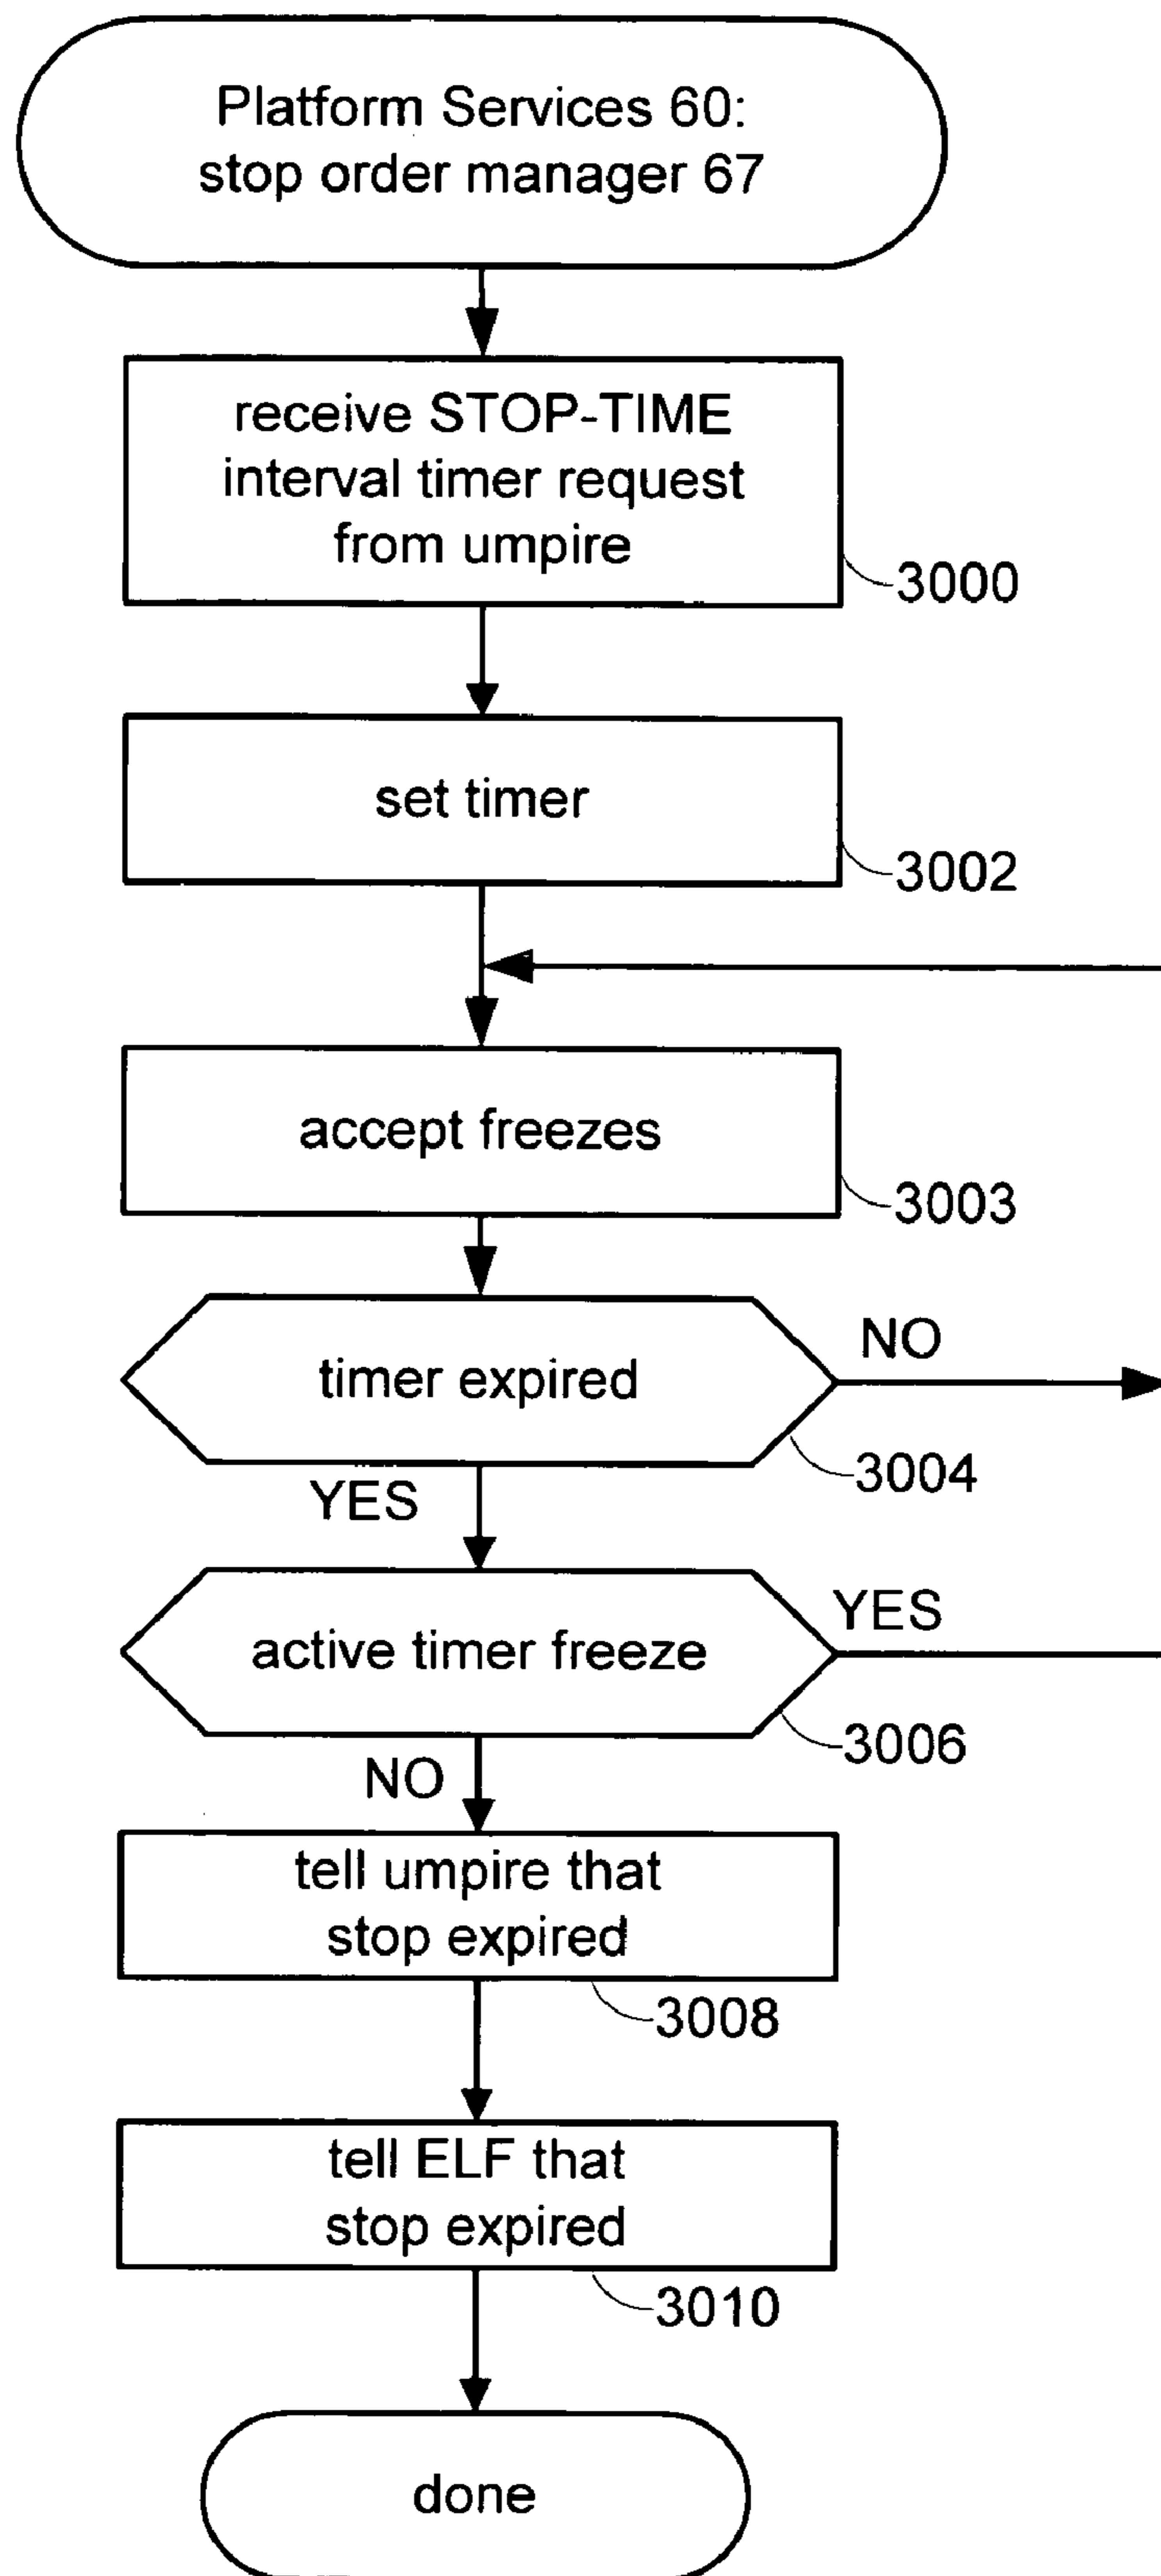 Platform Services 60:
stop order manager 67
receive STOP-TIME
interval timer request
from umpire
3000
set timer
3002
accept freezes
3003
timer expired
NO
3004
YES
active timer freeze
YES
3006
NO
tell umpire that
stop expired
3008
tell ELF that
stop expired
3010
done